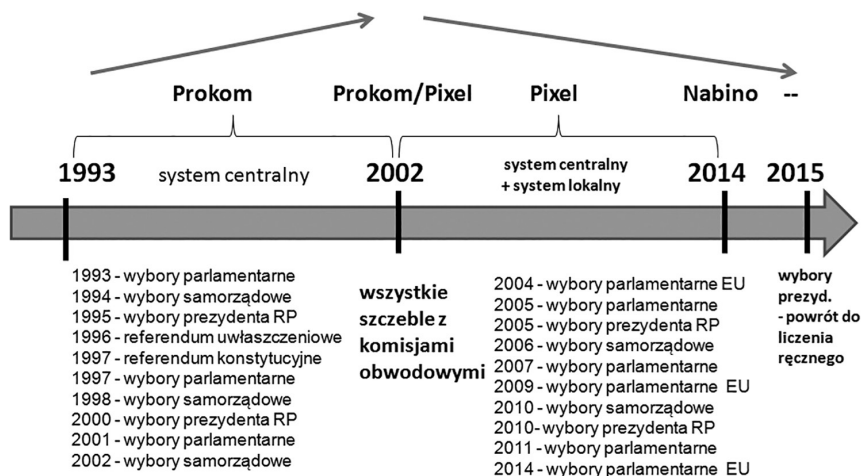 Prokom
Prokom/Pixel
Pixel
Nabino
--
1993
system centralny
2002
system centralny
+ system lokalny
2014
2015
1993 - wybory parlamentarne
1994 - wybory samorządowe
1995 - wybory prezydenta RP
1996 - referendum uwłaszczeniowe
1997 - referendum konstytucyjne
1997 - wybory parlamentarne
1998 - wybory samorządowe
2000 - wybory prezydenta RP
2001 - wybory parlamentarne
2002 - wybory samorządowe
wszystkie
szczeble z
komisjami
obwodowymi
2004 - wybory parlamentarne EU
2005 - wybory parlamentarne
2005 - wybory prezydenta RP
2006 - wybory samorządowe
2007 - wybory parlamentarne
2009 - wybory parlamentarne EU
2010 - wybory samorządowe
2010- wybory prezydenta RP
2011 - wybory parlamentarne
2014 - wybory parlamentarne EU
wybory
prezyd.
- powrót do
liczenia
ręcznego